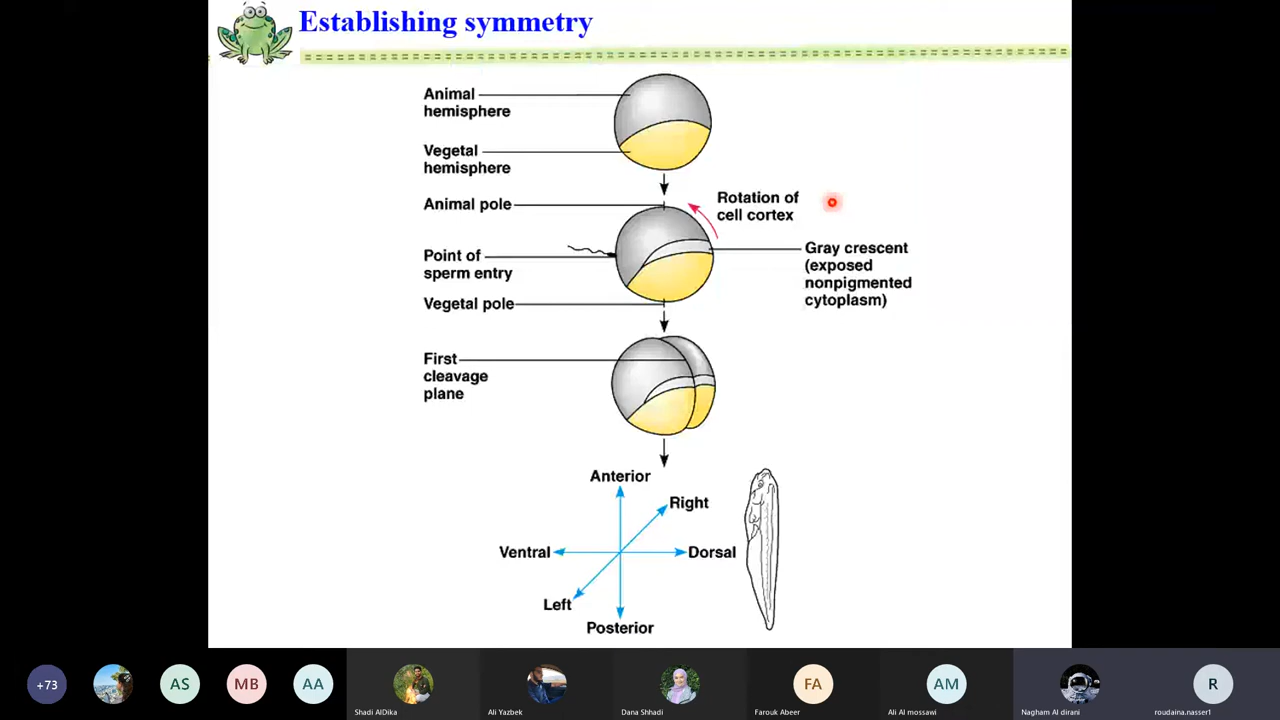 Establishing symmetry
Animal
hemisphere
Vegetal
hemisphere
Animal pole
Rotation of
cell cortex
Point of
sperm entry
Gray crescent
(exposed
nonpigmented
cytoplasm)
Vegetal pole
First
cleavage
plane
Anterior
Right
Ventral
Dorsal
Left
Posterior
+73
AS
MB
AA
FA
AM
R
Shadi AlDika
Ali Yazbek
Dana Shhadi
Farouk Abeer
Ali Al mossawi
Nagham Al dirani
roudaina.nasser1